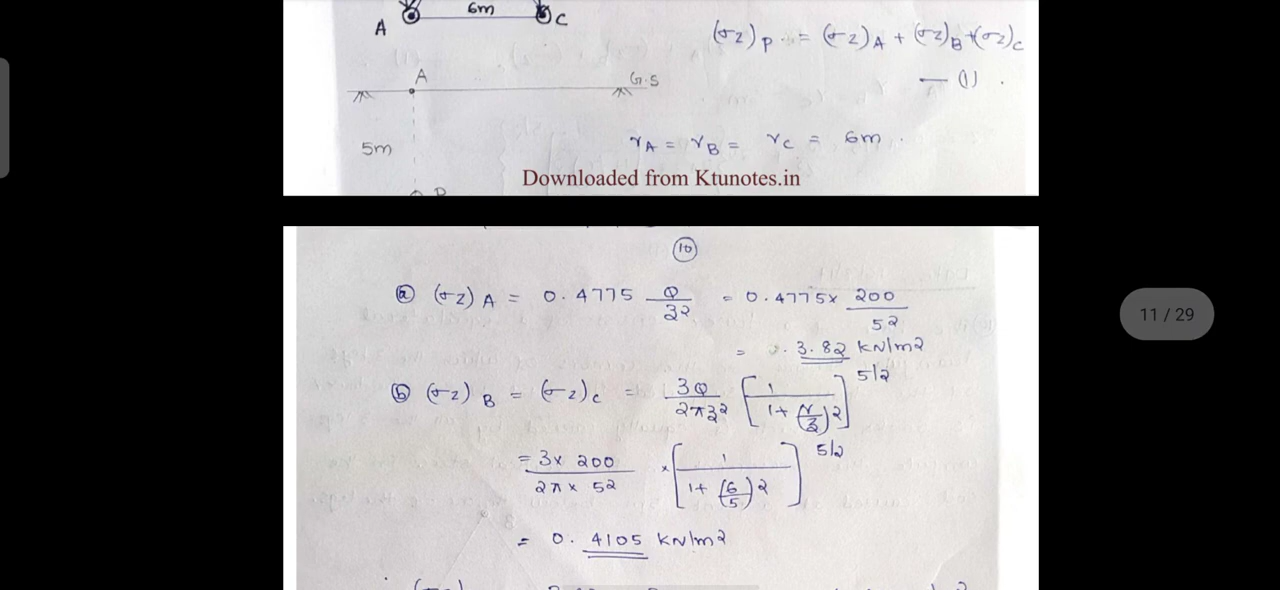 6m
A
C
(σz)P = (σz)A + (σz)B + (σz)C
— (1) .
A
G.S
5m
rA = rB = rC = 6m .
Downloaded from Ktunotes.in
10
11 / 29
ⓐ (σz)A = 0.4775 Q/z² = 0.4775 × 200/5²
= 3.82 kN/m2
ⓑ (σz)B = (σz)C = 3Q/2πz² [1/1+(r/z)²]^5/2
= 3 × 200/2π × 5² × [1/1+(6/5)²]^5/2
= 0.4105 kN/m2